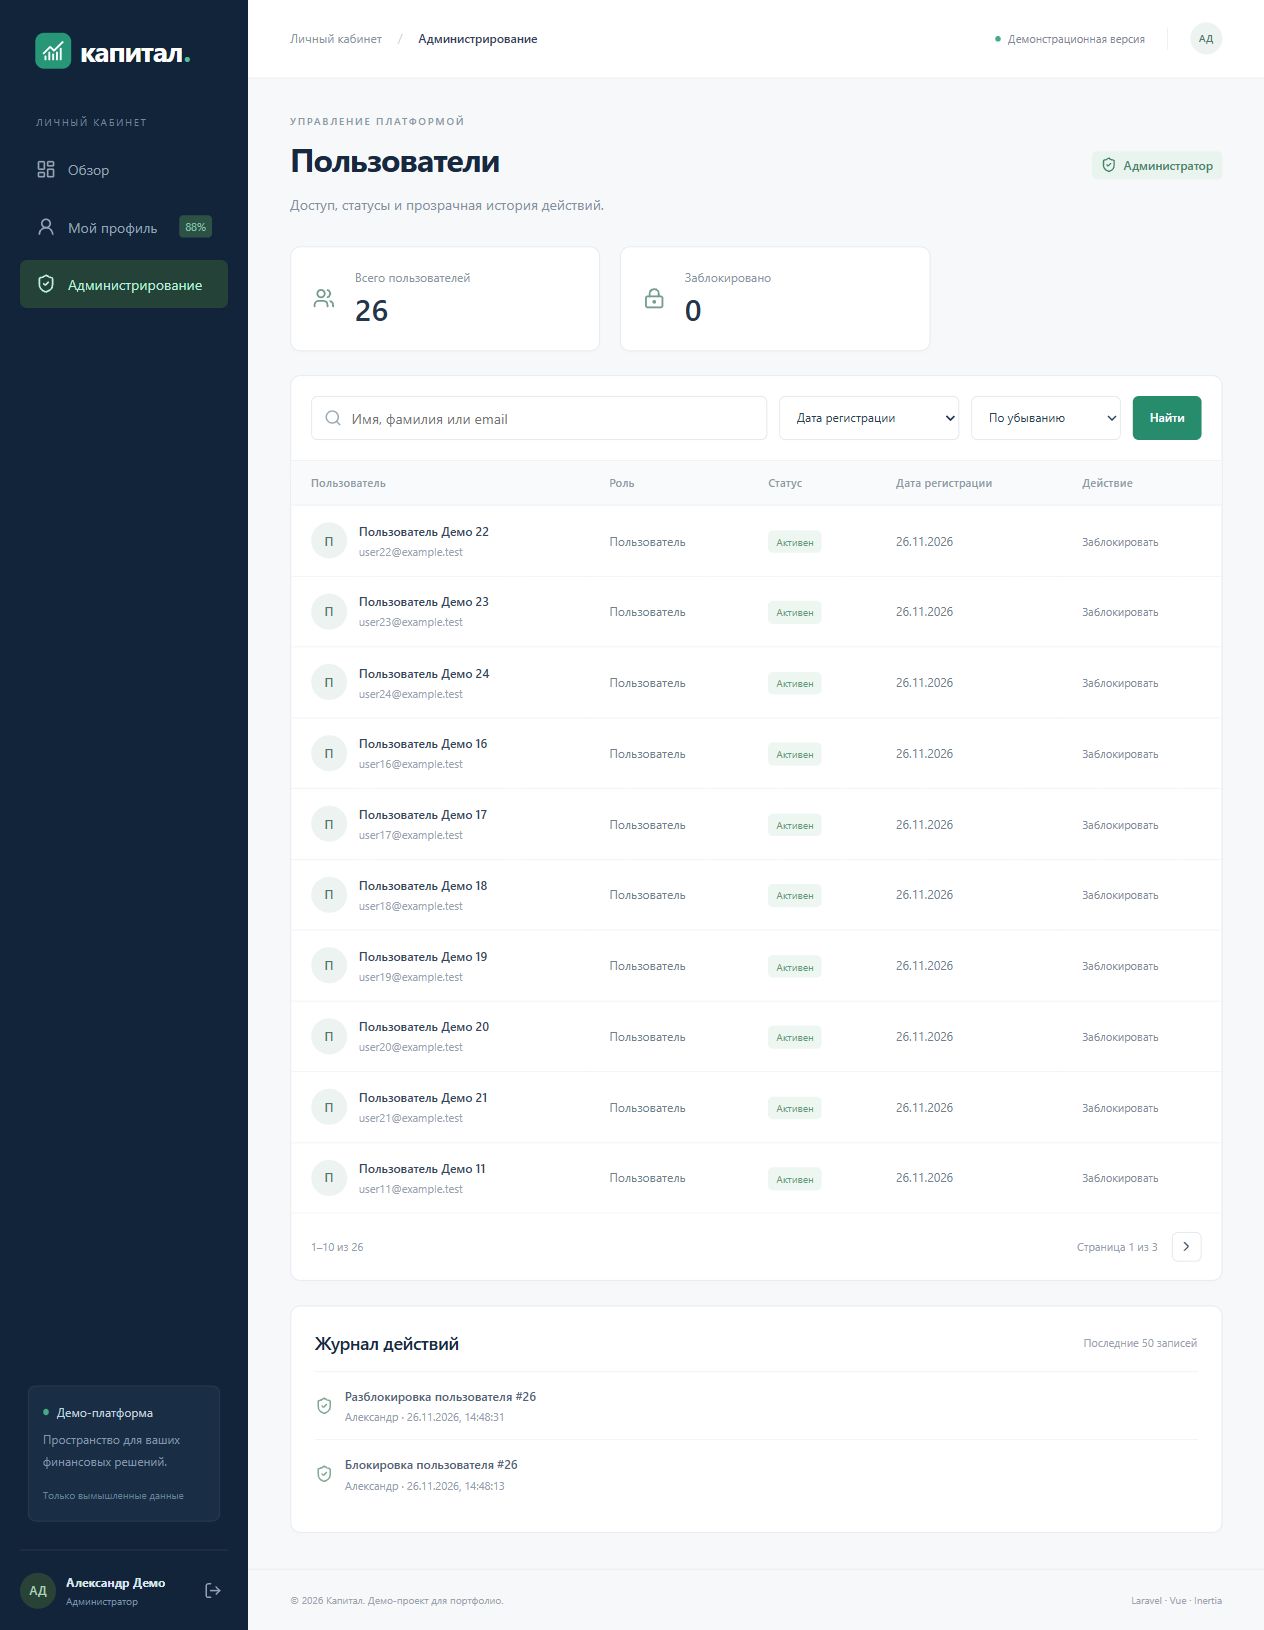 капитал.
ЛИЧНЫЙ КАБИНЕТ
Обзор
Мой профиль 88%
Администрирование
Демо-платформа
Пространство для ваших
финансовых решений.
Только вымышленные данные
АД Александр Демо
Администратор
Личный кабинет / Администрирование
Демонстрационная версия АД
УПРАВЛЕНИЕ ПЛАТФОРМОЙ
Пользователи
Администратор
Доступ, статусы и прозрачная история действий.
Всего пользователей
26
Заблокировано
0
Имя, фамилия или email Дата регистрации По убыванию Найти
Пользователь Роль Статус Дата регистрации Действие
П Пользователь Демо 22
user22@example.test
Пользователь Активен 26.11.2026 Заблокировать
П Пользователь Демо 23
user23@example.test
Пользователь Активен 26.11.2026 Заблокировать
П Пользователь Демо 24
user24@example.test
Пользователь Активен 26.11.2026 Заблокировать
П Пользователь Демо 16
user16@example.test
Пользователь Активен 26.11.2026 Заблокировать
П Пользователь Демо 17
user17@example.test
Пользователь Активен 26.11.2026 Заблокировать
П Пользователь Демо 18
user18@example.test
Пользователь Активен 26.11.2026 Заблокировать
П Пользователь Демо 19
user19@example.test
Пользователь Активен 26.11.2026 Заблокировать
П Пользователь Демо 20
user20@example.test
Пользователь Активен 26.11.2026 Заблокировать
П Пользователь Демо 21
user21@example.test
Пользователь Активен 26.11.2026 Заблокировать
П Пользователь Демо 11
user11@example.test
Пользователь Активен 26.11.2026 Заблокировать
1–10 из 26 Страница 1 из 3
Журнал действий Последние 50 записей
Разблокировка пользователя #26
Александр · 26.11.2026, 14:48:31
Блокировка пользователя #26
Александр · 26.11.2026, 14:48:13
© 2026 Капитал. Демо-проект для портфолио. Laravel · Vue · Inertia